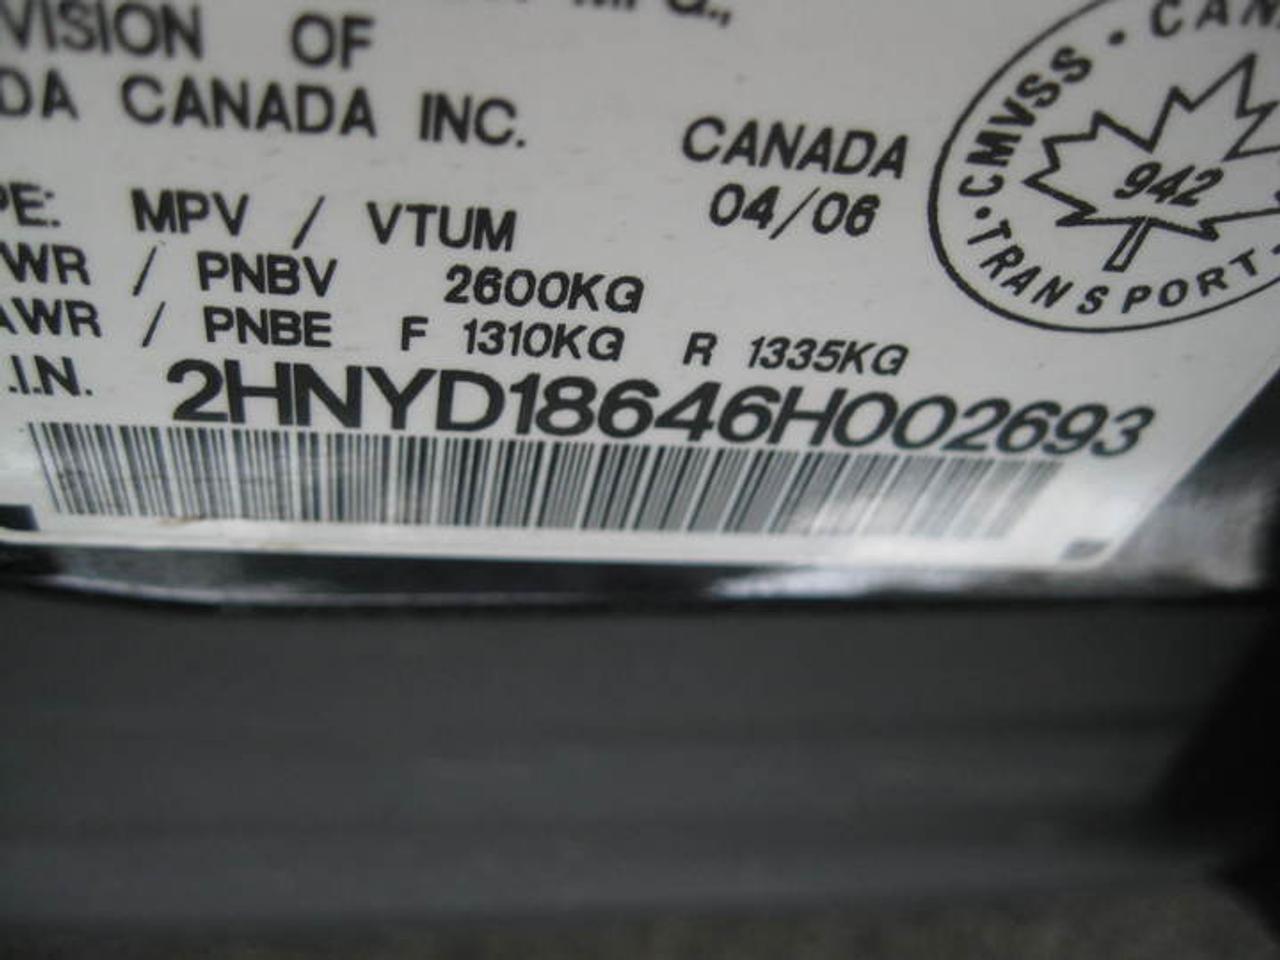 VISION OF
DA CANADA INC.
CANADA
04/06
PE: MPV / VTUM
WR / PNBV 2600KG
AWR / PNBE F 1310KG R 1335KG
.I.N. 2HNYD18646H002693
CMVSS • CAN
942
• TRANSPORT •